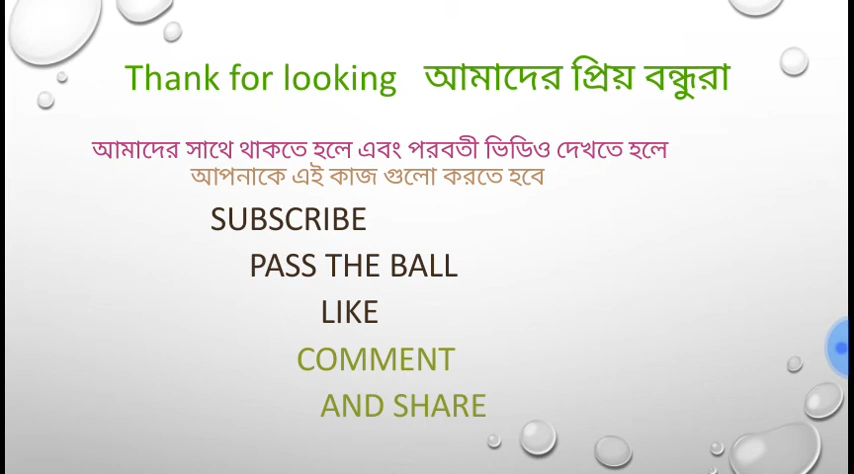 Thank for looking আমাদের প্রিয় বন্ধুরা
আমাদের সাথে থাকতে হলে এবং পরবতী ভিডিও দেখতে হলে
আপনাকে এই কাজ গুলো করতে হবে
SUBSCRIBE
PASS THE BALL
LIKE
COMMENT
AND SHARE